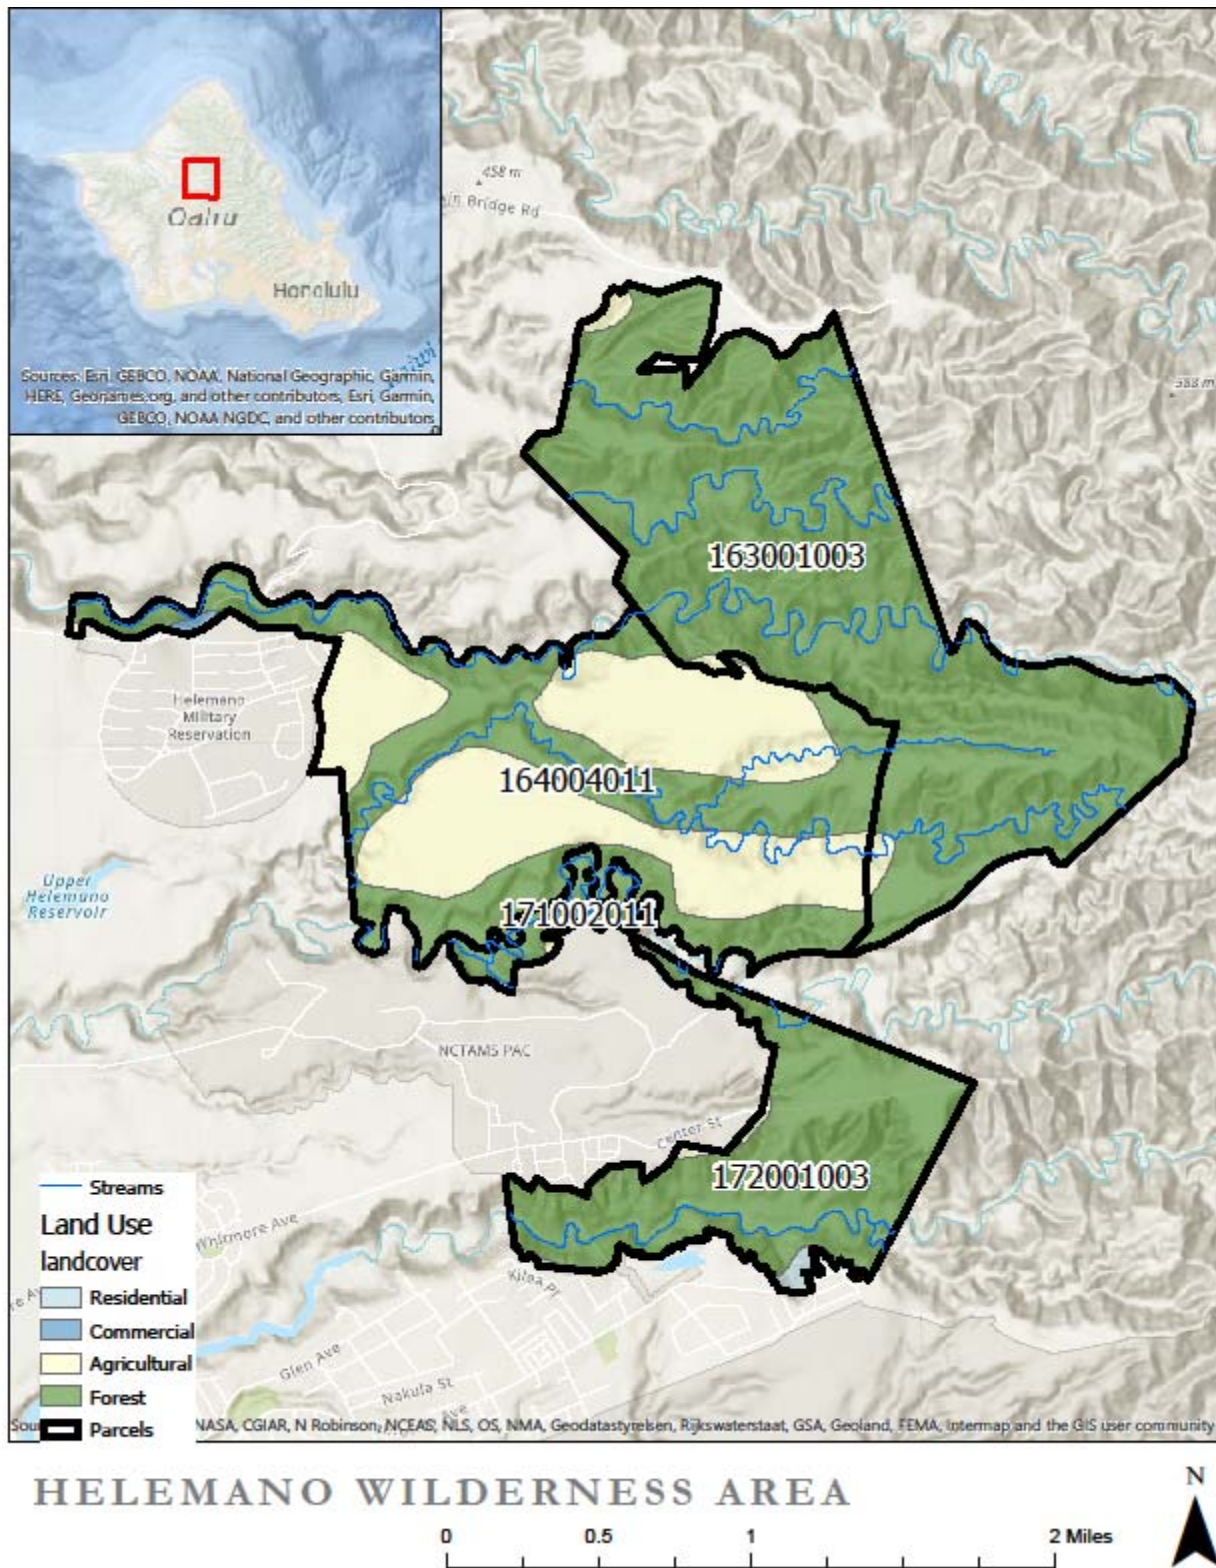 458 m
in Bridge Rd
Oahu
Honolulu
Sources: Esri, GEBCO, NOAA, National Geographic, Garmin,
HERE, Geonames.org, and other contributors, Esri, Garmin,
GEBCO, NOAA NGDC, and other contributors
388 m
163001003
Helemano
Military
Reservation
164004011
Upper
Helemano
Reservoir
171002011
NCTAMS PAC
Center St
172001003
Whitmore Ave
Kilea Pl
Glen Ave
Nakula St
Ave
Streams
Land Use
landcover
Residential
Commercial
Agricultural
Forest
Parcels
Sou
NASA, CGIAR, N Robinson, NCEAS, NLS, OS, NMA, Geodatastyrelsen, Rijkswaterstaat, GSA, Geoland, FEMA, Intermap and the GIS user community
HELEMANO WILDERNESS AREA
N
0 0.5 1 2 Miles